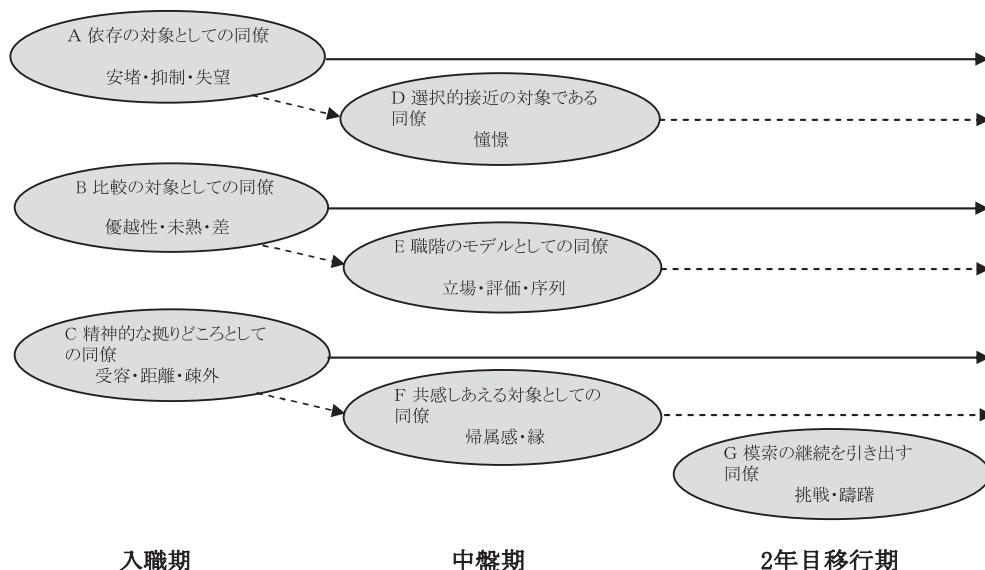 A 依存の対象としての同僚
安堵・抑制・失望
D 選択的接近の対象である
同僚
憧憬
B 比較の対象としての同僚
優越性・未熟・差
E 職階のモデルとしての同僚
立場・評価・序列
C 精神的な拠りどころとして
の同僚
受容・距離・疎外
F 共感しあえる対象としての
同僚
帰属感・縁
G 模索の継続を引き出す
同僚
挑戦・躊躇
入職期
中盤期
2年目移行期